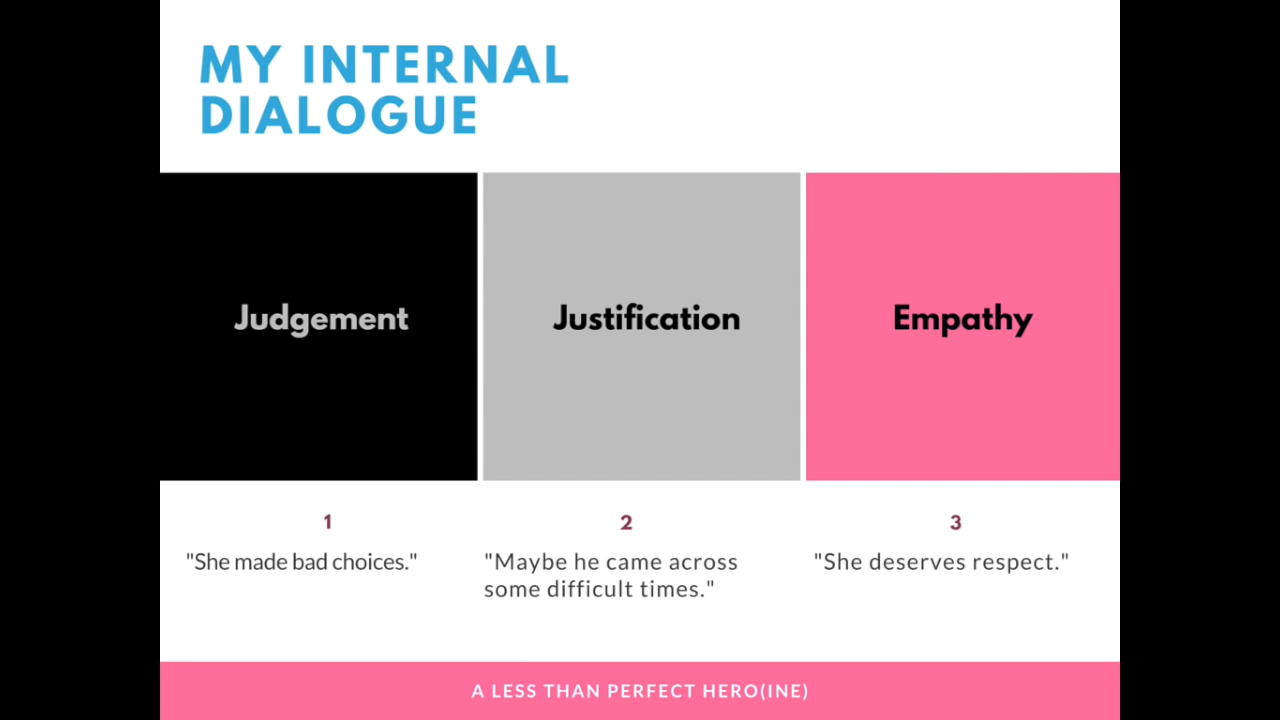 MY INTERNAL
DIALOGUE
Judgement
Justification
Empathy
1
"She made bad choices."
2
"Maybe he came across
some difficult times."
3
"She deserves respect."
A LESS THAN PERFECT HERO(INE)